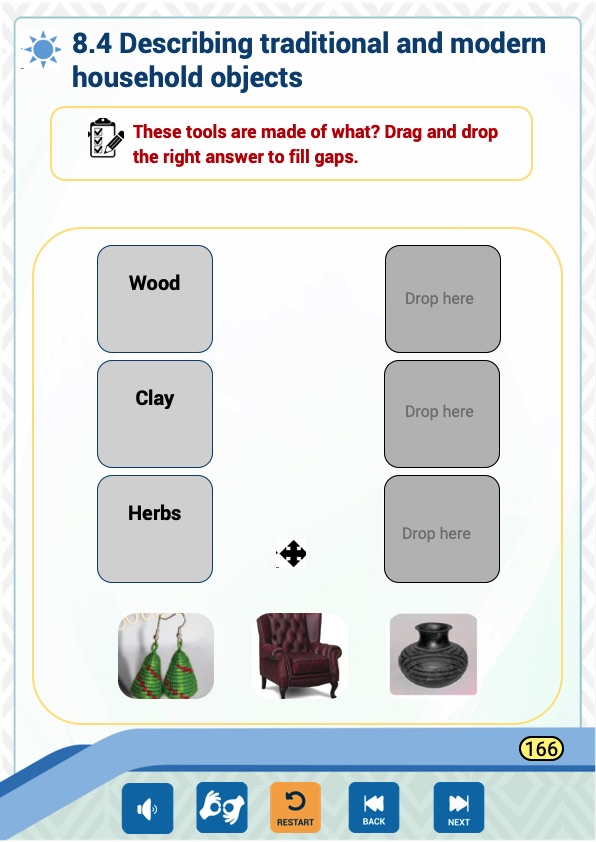 8.4 Describing traditional and modern
household objects
These tools are made of what? Drag and drop
the right answer to fill gaps.
Wood
Drop here
Clay
Drop here
Herbs
Drop here
166
RESTART
BACK
NEXT